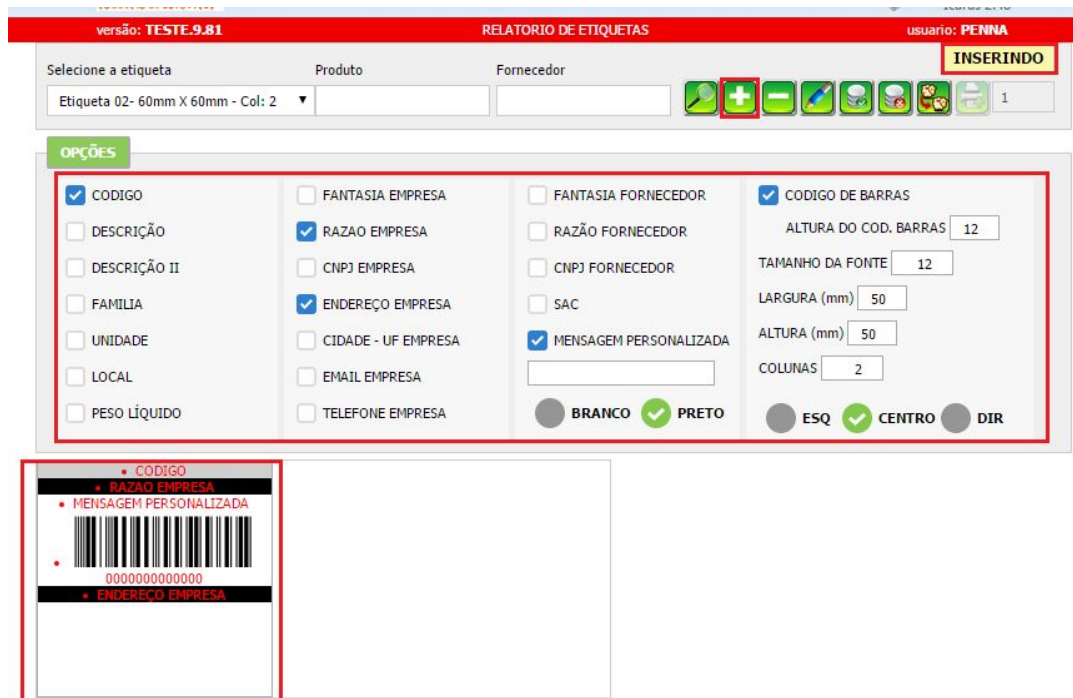 versão: TESTE.9.81 RELATORIO DE ETIQUETAS usuario: PENNA
INSERINDO
Selecione a etiqueta Produto Fornecedor
Etiqueta 02- 60mm X 60mm - Col: 2 1
OPÇÕES
CODIGO FANTASIA EMPRESA FANTASIA FORNECEDOR CODIGO DE BARRAS
DESCRIÇÃO RAZAO EMPRESA RAZÃO FORNECEDOR ALTURA DO COD. BARRAS 12
DESCRIÇÃO II CNPJ EMPRESA CNPJ FORNECEDOR TAMANHO DA FONTE 12
FAMILIA ENDEREÇO EMPRESA SAC LARGURA (mm) 50
UNIDADE CIDADE - UF EMPRESA MENSAGEM PERSONALIZADA ALTURA (mm) 50
LOCAL EMAIL EMPRESA COLUNAS 2
PESO LÍQUIDO TELEFONE EMPRESA BRANCO PRETO ESQ CENTRO DIR
• CODIGO
• RAZAO EMPRESA
• MENSAGEM PERSONALIZADA
•
0000000000000
• ENDEREÇO EMPRESA